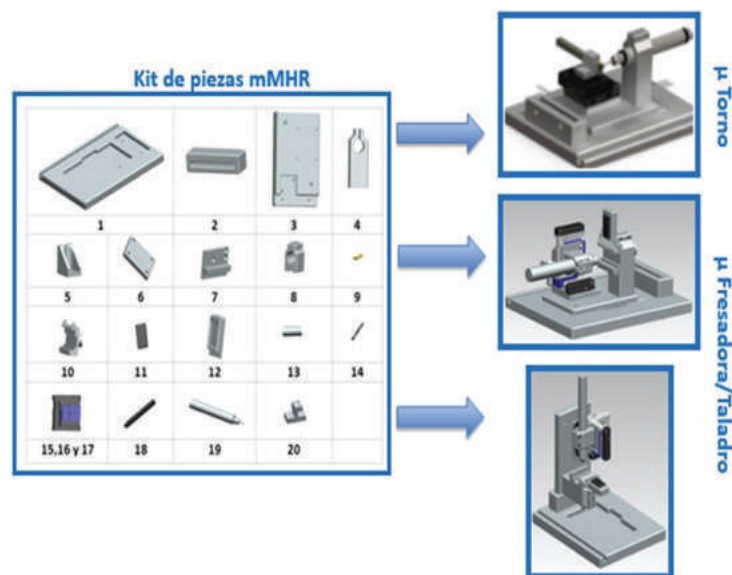 Kit de piezas mMHR
1 2 3 4
5 6 7 8 9
10 11 12 13 14
15,16 y 17 18 19 20
μ Torno
μ Fresadora/Taladro